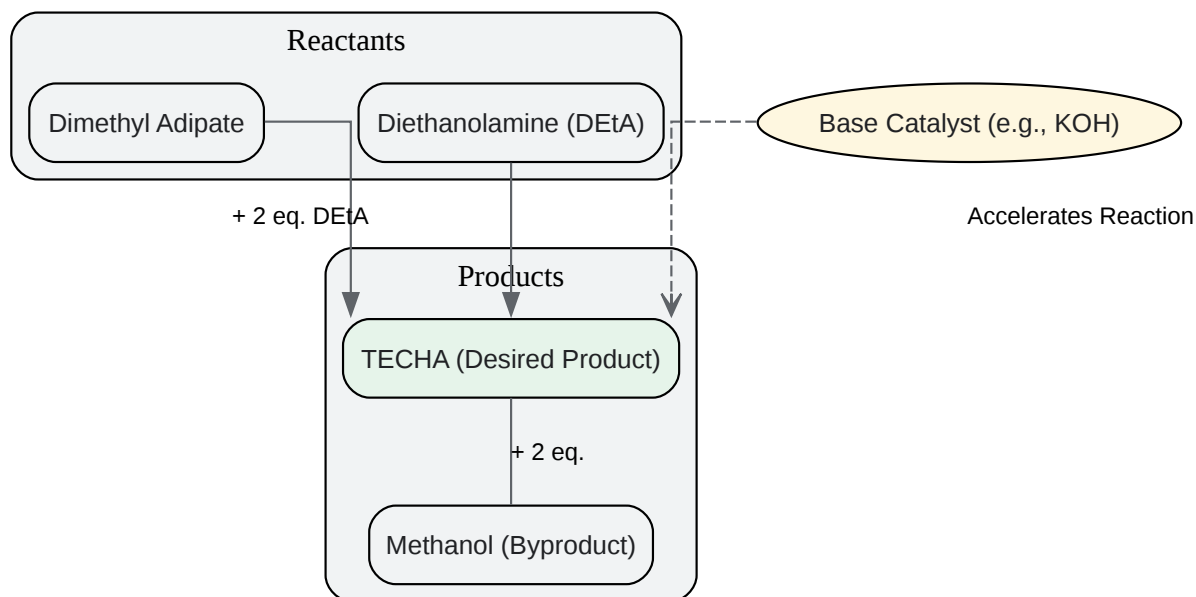 Reactants
Dimethyl Adipate
Diethanolamine (DEtA)
Base Catalyst (e.g., KOH)
+ 2 eq. DEtA
Accelerates Reaction
Products
TECHA (Desired Product)
+ 2 eq.
Methanol (Byproduct)